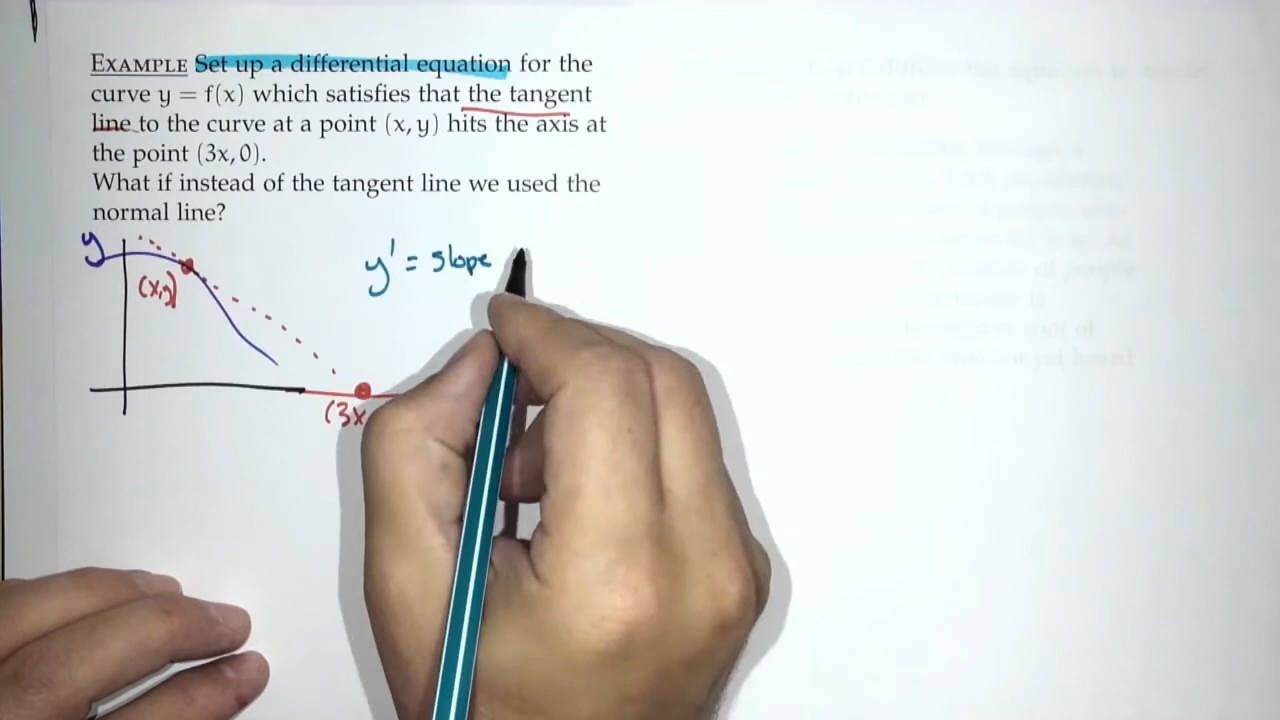 EXAMPLE Set up a differential equation for the
curve y = f(x) which satisfies that the tangent
line to the curve at a point (x, y) hits the axis at
the point (3x, 0).
What if instead of the tangent line we used the
normal line?
y
y' = slope
(x,y)
(3x